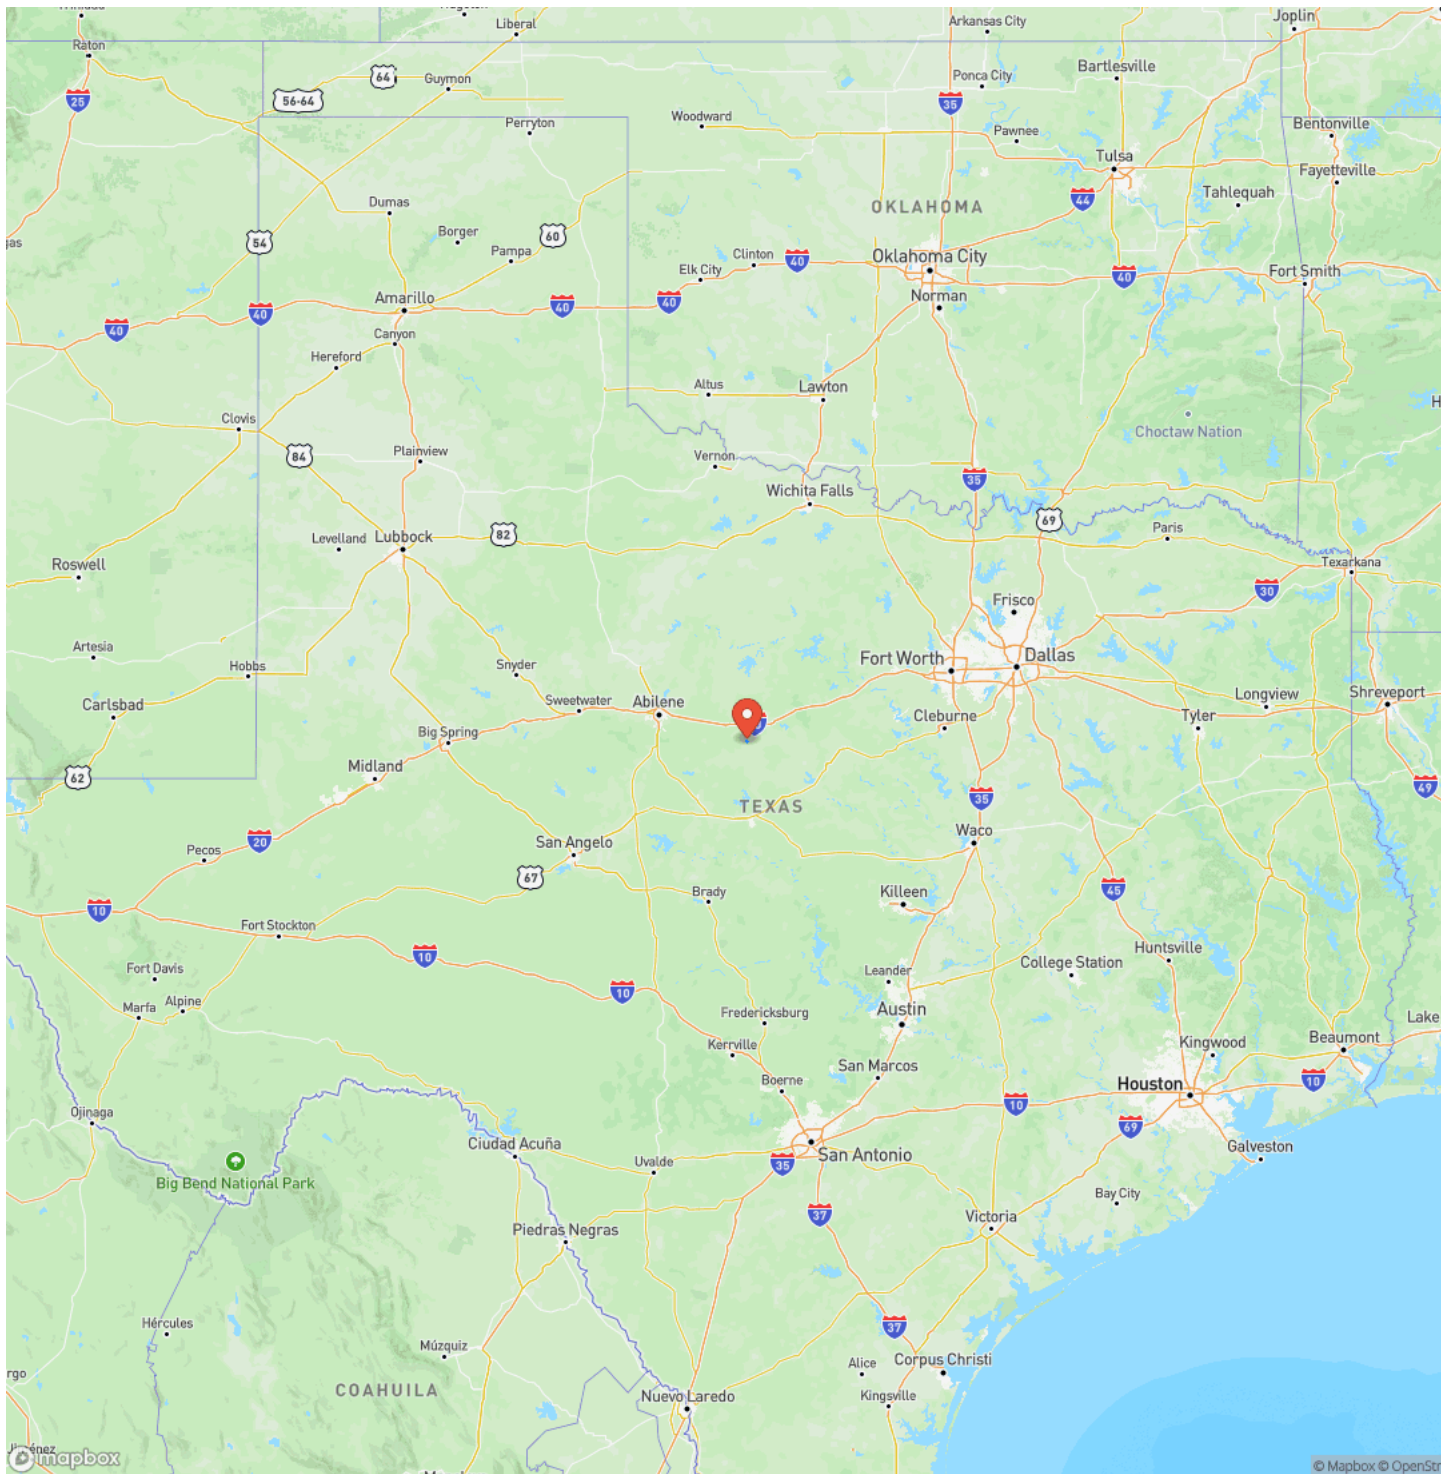 Liberal
Arkansas City
Joplin
Raton
64
Guymon
Ponca City
Bartlesville
25
56-64
35
Perryton
Woodward
Pawnee
Bentonville
Tulsa
Fayetteville
Tahlequah
44
Dumas
OKLAHOMA
54
Borger
60
Pampa
Clinton
40
Oklahoma City
Elk City
40
Fort Smith
Amarillo
40
40
40
40
Norman
Canyon
Hereford
Altus
Lawton
Clovis
Choctaw Nation
84
Plainview
Vernon
35
Wichita Falls
69
82
Paris
Levelland
Lubbock
Roswell
Texarkana
30
Frisco
Artesia
Fort Worth
Dallas
Hobbs
Snyder
Longview
Shreveport
Carlsbad
Sweetwater
Abilene
Cleburne
Tyler
Big Spring
Midland
62
49
35
TEXAS
Waco
20
San Angelo
Pecos
67
Brady
Killeen
45
10
Fort Stockton
Huntsville
10
College Station
Fort Davis
Leander
10
Marfa
Alpine
Austin
Fredericksburg
Lake
Kerrville
Kingwood
Beaumont
San Marcos
Boerne
Houston
10
10
Ojinaga
69
Ciudad Acuña
Galveston
San Antonio
Uvalde
35
Big Bend National Park
Bay City
37
Victoria
Piedras Negras
Hércules
37
Múzquiz
Alice
Corpus Christi
COAHUILA
Nuevo Laredo
Kingsville
mapbox
© Mapbox © OpenStr